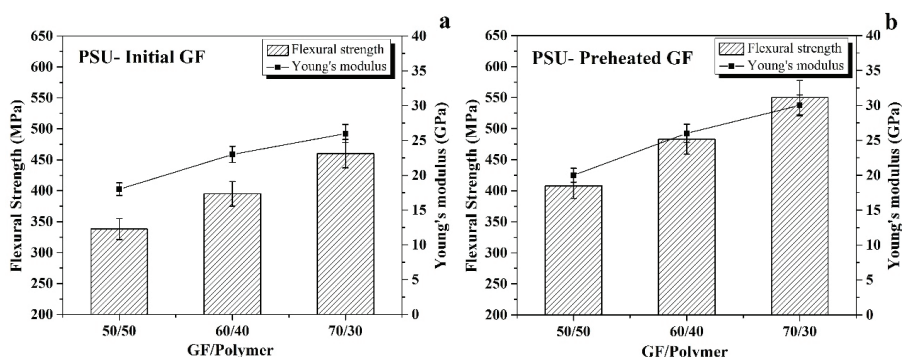 a
PSU- Initial GF
Flexural strength
Young's modulus
Flexural Strength (MPa)
650
600
550
500
450
400
350
300
250
200
40
35
30
25
20
15
10
5
0
Young's modulus (GPa)
50/50 60/40 70/30
GF/Polymer
b
PSU- Preheated GF
Flexural strength
Young's modulus
Flexural Strength (MPa)
650
600
550
500
450
400
350
300
250
200
40
35
30
25
20
15
10
5
0
Young's modulus (GPa)
50/50 60/40 70/30
GF/Polymer